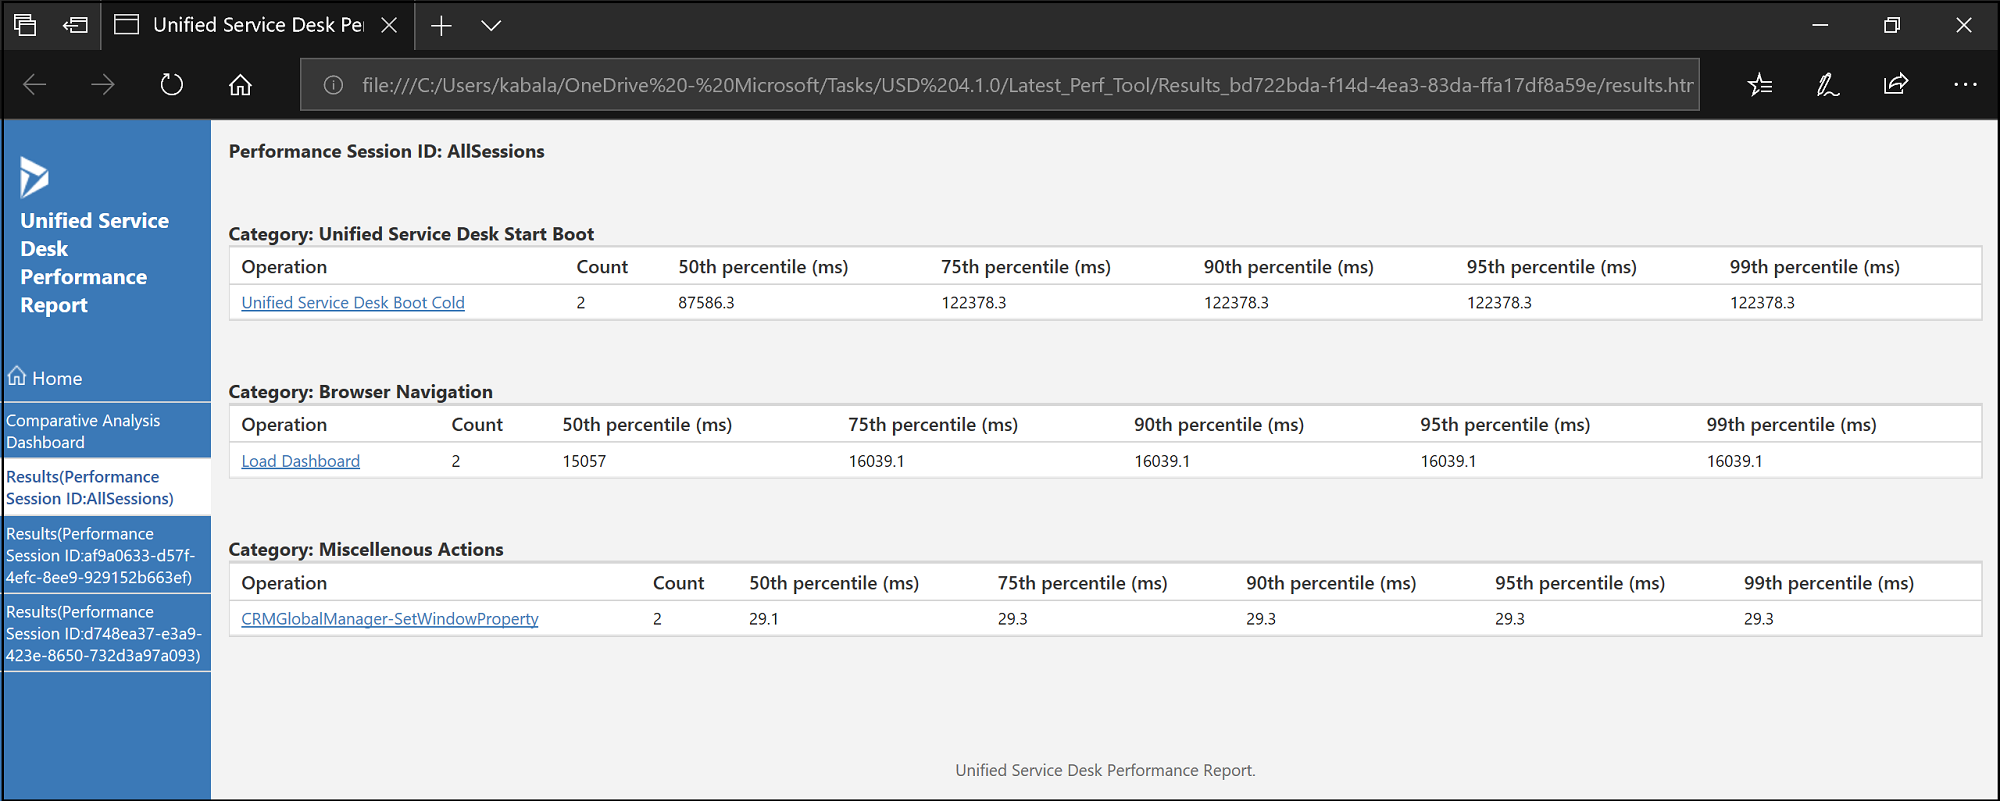 Unified Service Desk Pe
file:///C:/Users/kabala/OneDrive%20-%20Microsoft/Tasks/USD%204.1.0/Latest_Perf_Tool/Results_bd722bda-f14d-4ea3-83da-ffa17df8a59e/results.htm
Unified Service
Desk
Performance
Report
Home
Comparative Analysis
Dashboard
Results(Performance
Session ID:AllSessions)
Results(Performance
Session ID:af9a0633-d57f-
4efc-8ee9-929152b663ef)
Results(Performance
Session ID:d748ea37-e3a9-
423e-8650-732d3a97a093)
Performance Session ID: AllSessions
Category: Unified Service Desk Start Boot
Operation Count 50th percentile (ms) 75th percentile (ms) 90th percentile (ms) 95th percentile (ms) 99th percentile (ms)
Unified Service Desk Boot Cold 2 87586.3 122378.3 122378.3 122378.3 122378.3
Category: Browser Navigation
Operation Count 50th percentile (ms) 75th percentile (ms) 90th percentile (ms) 95th percentile (ms) 99th percentile (ms)
Load Dashboard 2 15057 16039.1 16039.1 16039.1 16039.1
Category: Miscellenous Actions
Operation Count 50th percentile (ms) 75th percentile (ms) 90th percentile (ms) 95th percentile (ms) 99th percentile (ms)
CRMGlobalManager-SetWindowProperty 2 29.1 29.3 29.3 29.3 29.3
Unified Service Desk Performance Report.